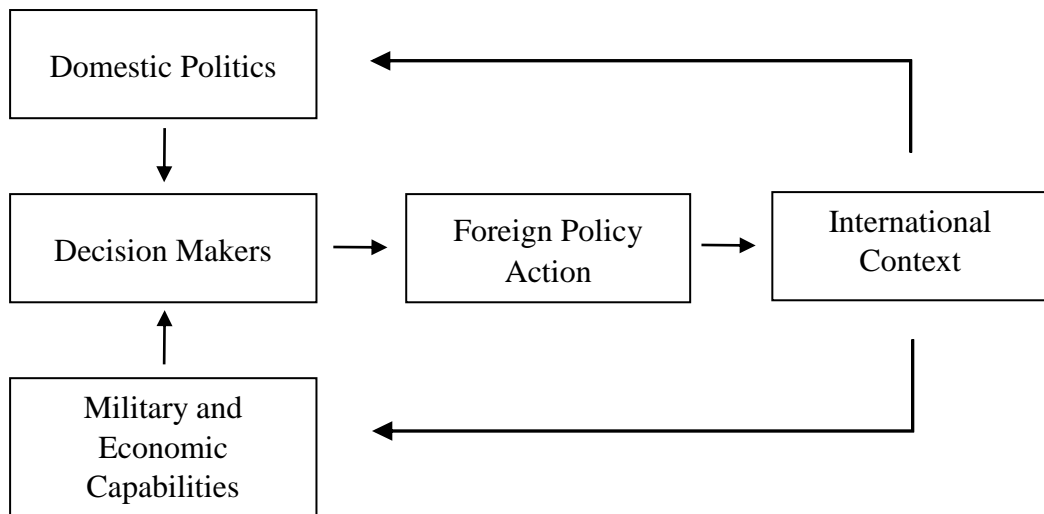 Domestic Politics
Decision Makers
Foreign Policy
Action
International
Context
Military and
Economic
Capabilities